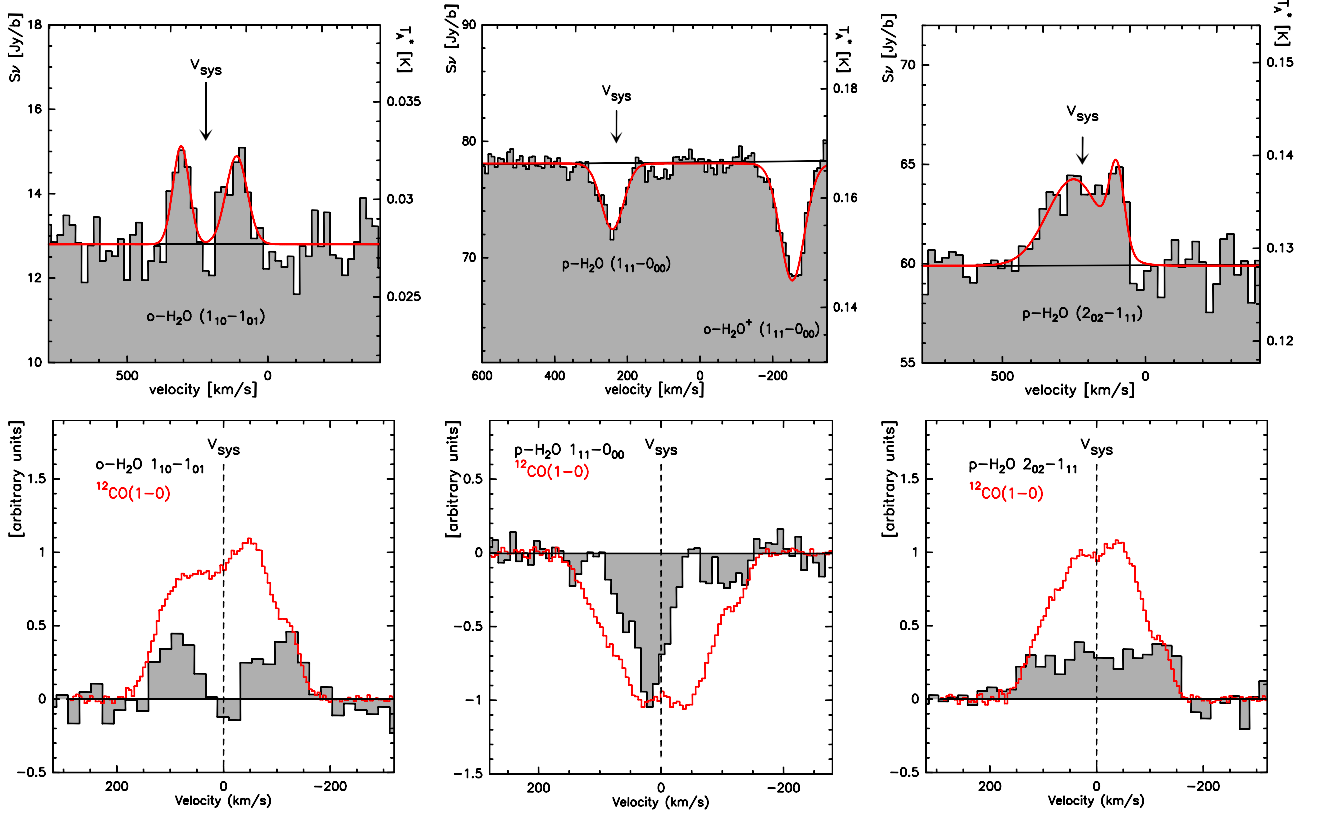 Sν [Jy/b]
18
16
14
12
10
V_sys
T_A* [K]
0.035
0.03
0.025
o−H₂O (1₁₀−1₀₁)
500 0
velocity [km/s]
Sν [Jy/b]
90
80
70
V_sys
T_A* [K]
0.18
0.16
0.14
p−H₂O (1₁₁−0₀₀)
o−H₂O⁺ (1₁₁−0₀₀)
600 400 200 0 −200
velocity [km/s]
Sν [Jy/b]
70
65
60
55
V_sys
T_A* [K]
0.15
0.14
0.13
0.12
p−H₂O (2₀₂−1₁₁)
500 0
velocity [km/s]
[arbitrary units]
1.5
1
0.5
0
−0.5
V_sys
o−H₂O 1₁₀−1₀₁
¹²CO(1−0)
200 0 −200
Velocity (km/s)
[arbitrary units]
0.5
0
−0.5
−1
−1.5
V_sys
p−H₂O 1₁₁−0₀₀
¹²CO(1−0)
200 0 −200
Velocity (km/s)
[arbitrary units]
1.5
1
0.5
0
−0.5
V_sys
p−H₂O 2₀₂−1₁₁
¹²CO(1−0)
200 0 −200
Velocity (km/s)